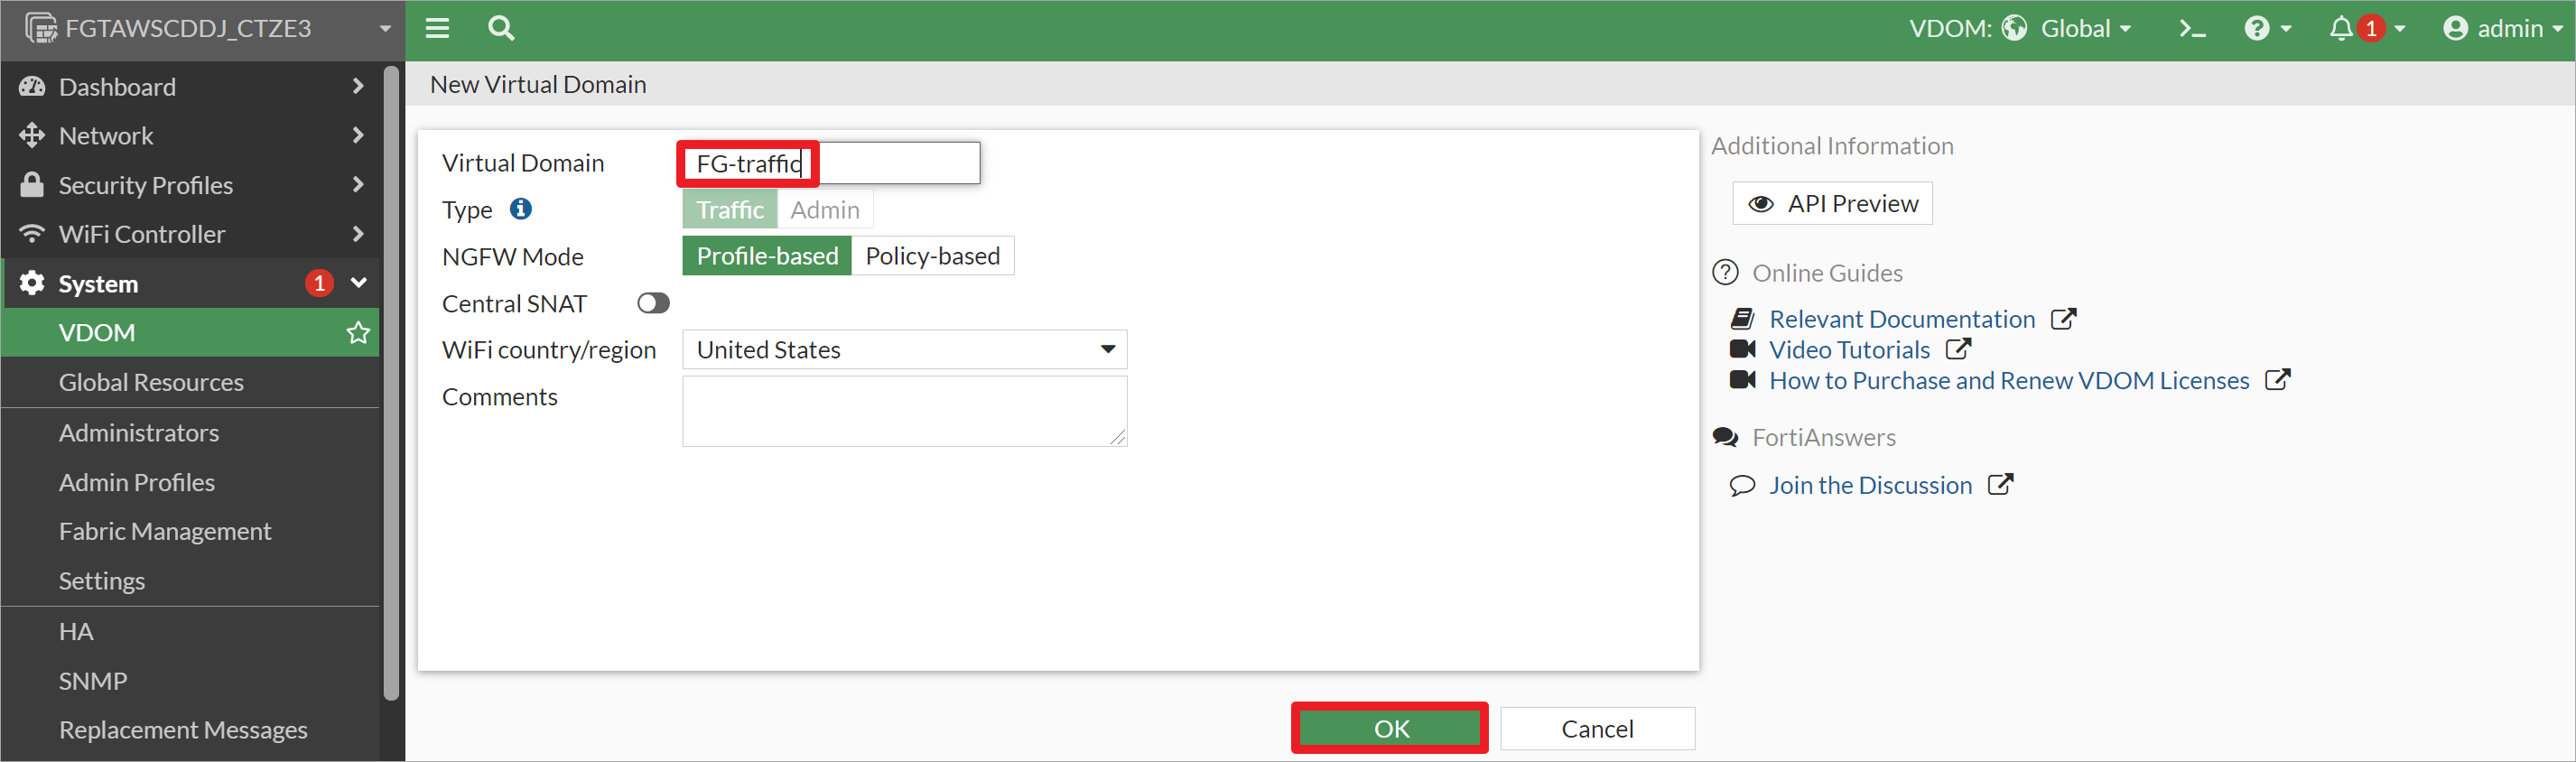 FGTAWSCDDJ_CTZE3
VDOM: Global
1
admin
Dashboard
Network
Security Profiles
WiFi Controller
System 1
VDOM
Global Resources
Administrators
Admin Profiles
Fabric Management
Settings
HA
SNMP
Replacement Messages
New Virtual Domain
Virtual Domain FG-traffic
Type Traffic Admin
NGFW Mode Profile-based Policy-based
Central SNAT
WiFi country/region United States
Comments
OK Cancel
Additional Information
API Preview
Online Guides
Relevant Documentation
Video Tutorials
How to Purchase and Renew VDOM Licenses
FortiAnswers
Join the Discussion